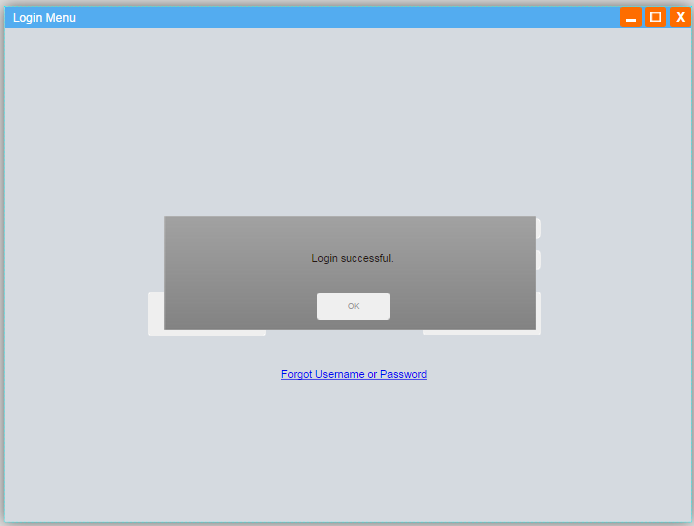 Login Menu
X
Login successful.
OK
Forgot Username or Password